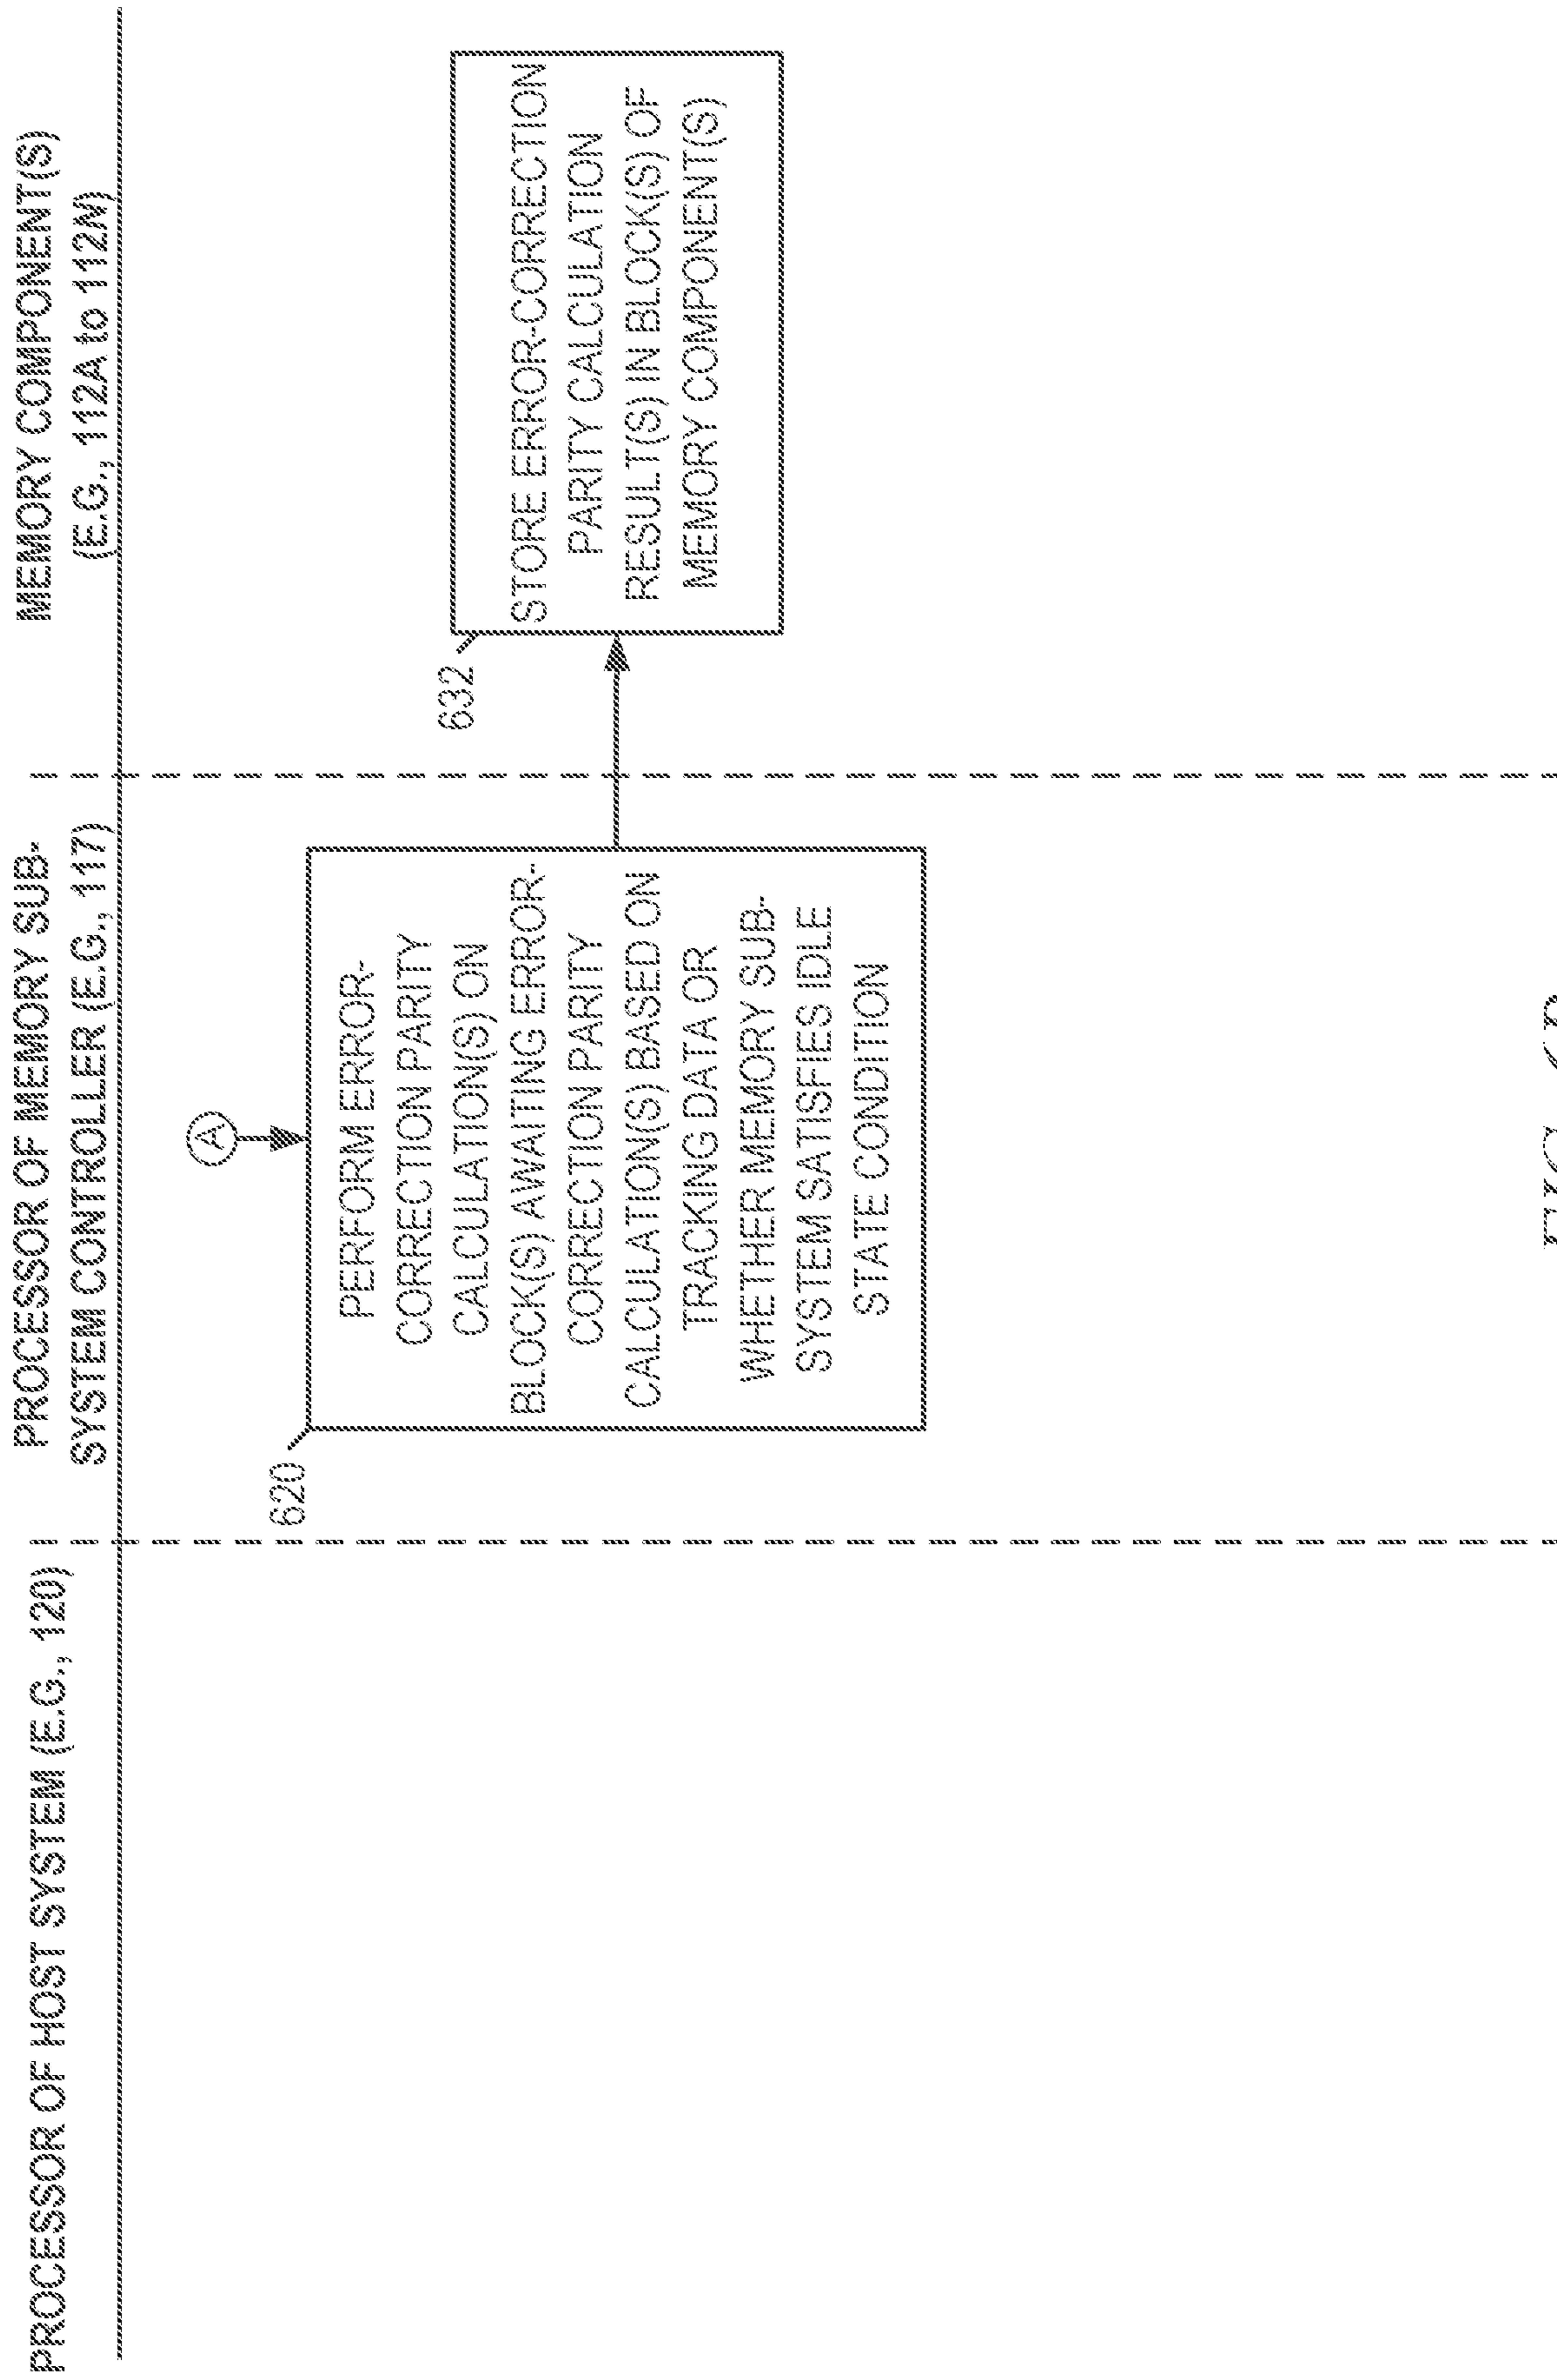 PROCESSOR OF HOST SYSTEM (E.G., 120)
PROCESSOR OF MEMORY SUB-
SYSTEM CONTROLLER (E.G., 117)
MEMORY COMPONENT(S)
(E.G., 112A to 112N)
A
620
PERFORM ERROR-
CORRECTION PARITY
CALCULATION(S) ON
BLOCK(S) AWAITING ERROR-
CORRECTION PARITY
CALCULATION(S) BASED ON
TRACKING DATA OR
WHETHER MEMORY SUB-
SYSTEM SATISFIES IDLE
STATE CONDITION
632
STORE ERROR-CORRECTION
PARITY CALCULATION
RESULT(S) IN BLOCK(S) OF
MEMORY COMPONENT(S)